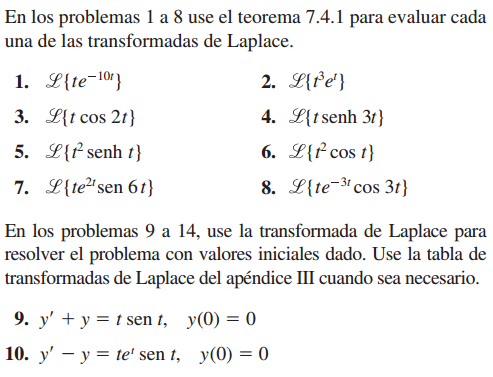 En los problemas 1 a 8 use el teorema 7.4.1 para evaluar cada
una de las transformadas de Laplace.
1. ℒ{te⁻¹⁰ᵗ} 2. ℒ{t³eᵗ}
3. ℒ{t cos 2t} 4. ℒ{t senh 3t}
5. ℒ{t² senh t} 6. ℒ{t² cos t}
7. ℒ{te²ᵗ sen 6t} 8. ℒ{te⁻³ᵗ cos 3t}
En los problemas 9 a 14, use la transformada de Laplace para
resolver el problema con valores iniciales dado. Use la tabla de
transformadas de Laplace del apéndice III cuando sea necesario.
9. y′ + y = t sen t, y(0) = 0
10. y′ − y = teᵗ sen t, y(0) = 0